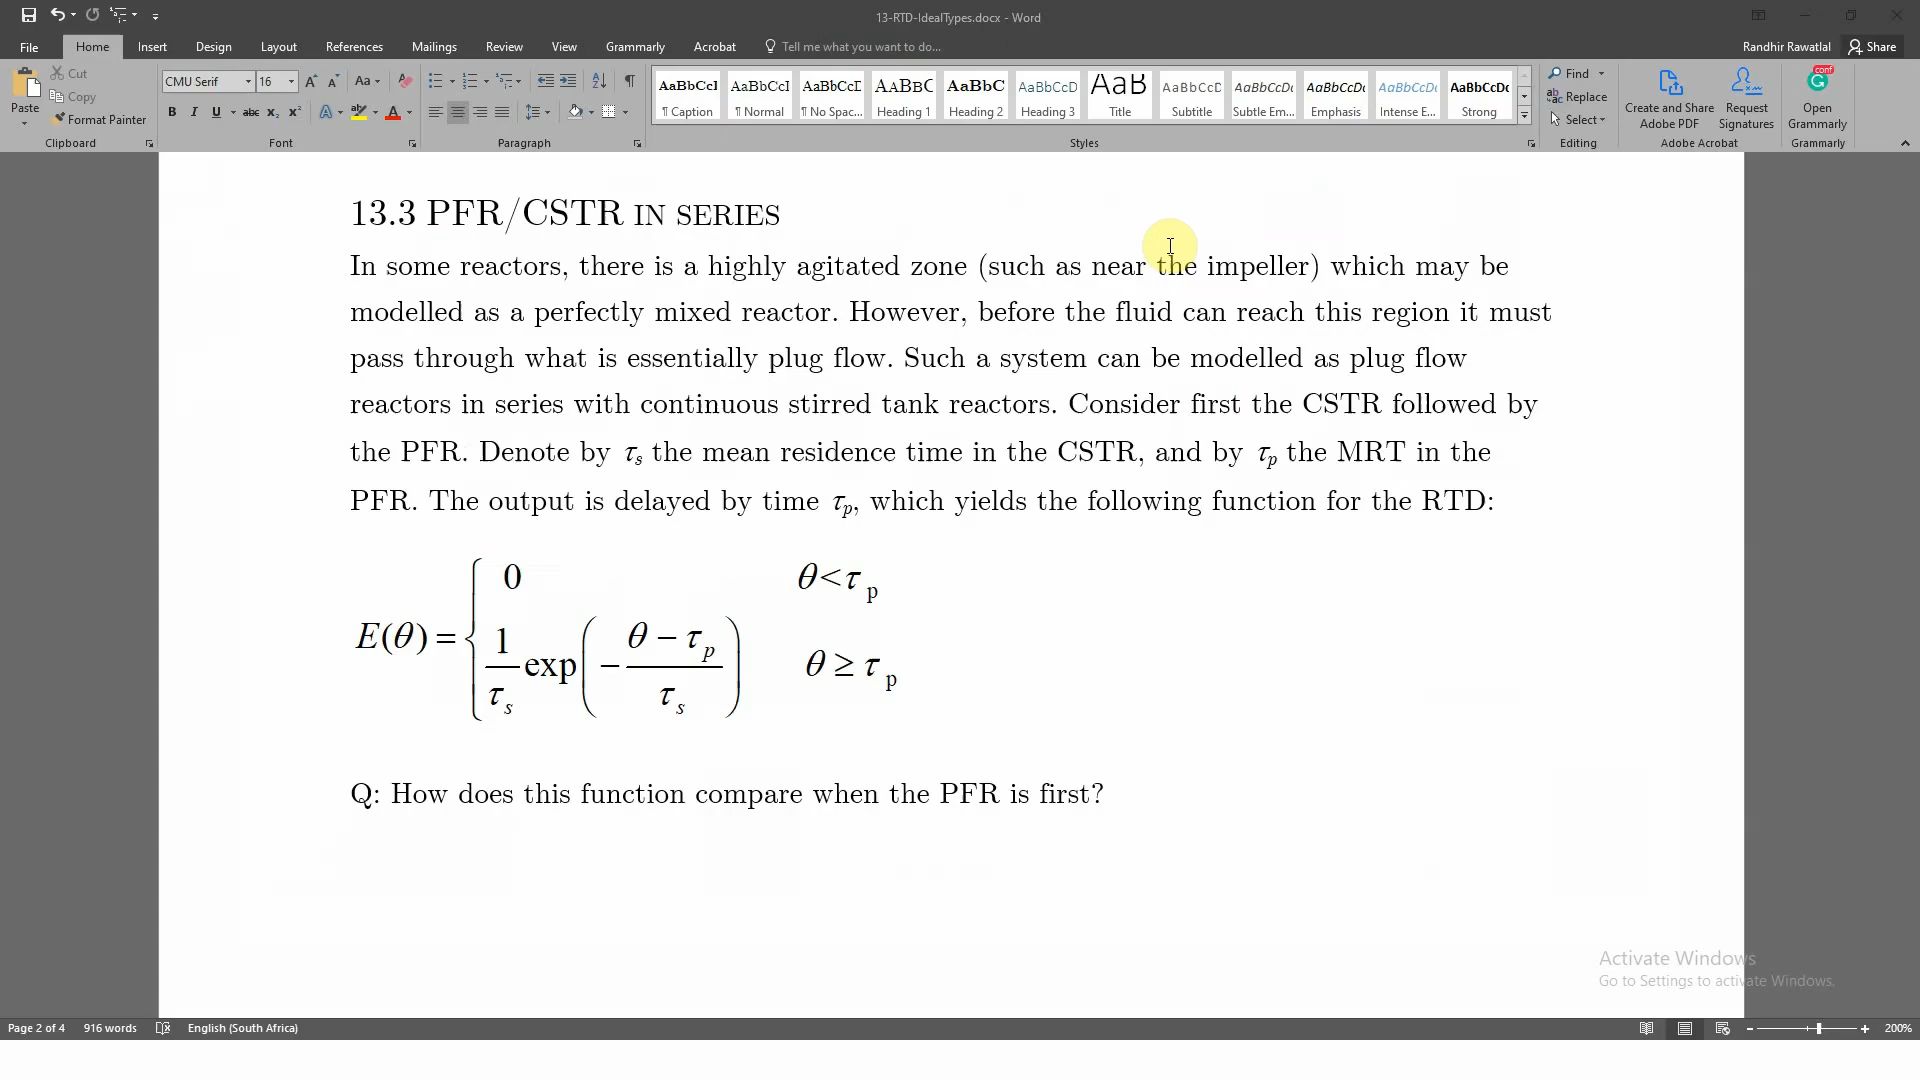 13-RTD-IdealTypes.docx - Word
File Home Insert Design Layout References Mailings Review View Grammarly Acrobat Tell me what you want to do... Randhir Rawatlal Share
Paste
Cut
Copy
Format Painter
Clipboard
CMU Serif 16
Font
Paragraph
AaBbCcI AaBbCcI AaBbCcI AaBbC AaBbC AaBbCcD AaB AaBbCcD AaBbCcDc AaBbCcDc AaBbCcDc AaBbCcDc
¶ Caption ¶ Normal ¶ No Spac... Heading 1 Heading 2 Heading 3 Title Subtitle Subtle Em... Emphasis Intense E... Strong
Styles
Find
Replace
Select
Editing
Create and Share Adobe PDF
Request Signatures
Adobe Acrobat
conf
Open Grammarly
Grammarly
13.3 PFR/CSTR IN SERIES
In some reactors, there is a highly agitated zone (such as near the impeller) which may be
modelled as a perfectly mixed reactor. However, before the fluid can reach this region it must
pass through what is essentially plug flow. Such a system can be modelled as plug flow
reactors in series with continuous stirred tank reactors. Consider first the CSTR followed by
the PFR. Denote by τs the mean residence time in the CSTR, and by τp the MRT in the
PFR. The output is delayed by time τp, which yields the following function for the RTD:
E(θ) = { 0 θ<τp
1/τs exp(−(θ − τp)/τs) θ ≥ τp
Q: How does this function compare when the PFR is first?
Activate Windows
Go to Settings to activate Windows.
Page 2 of 4 916 words English (South Africa) 200%